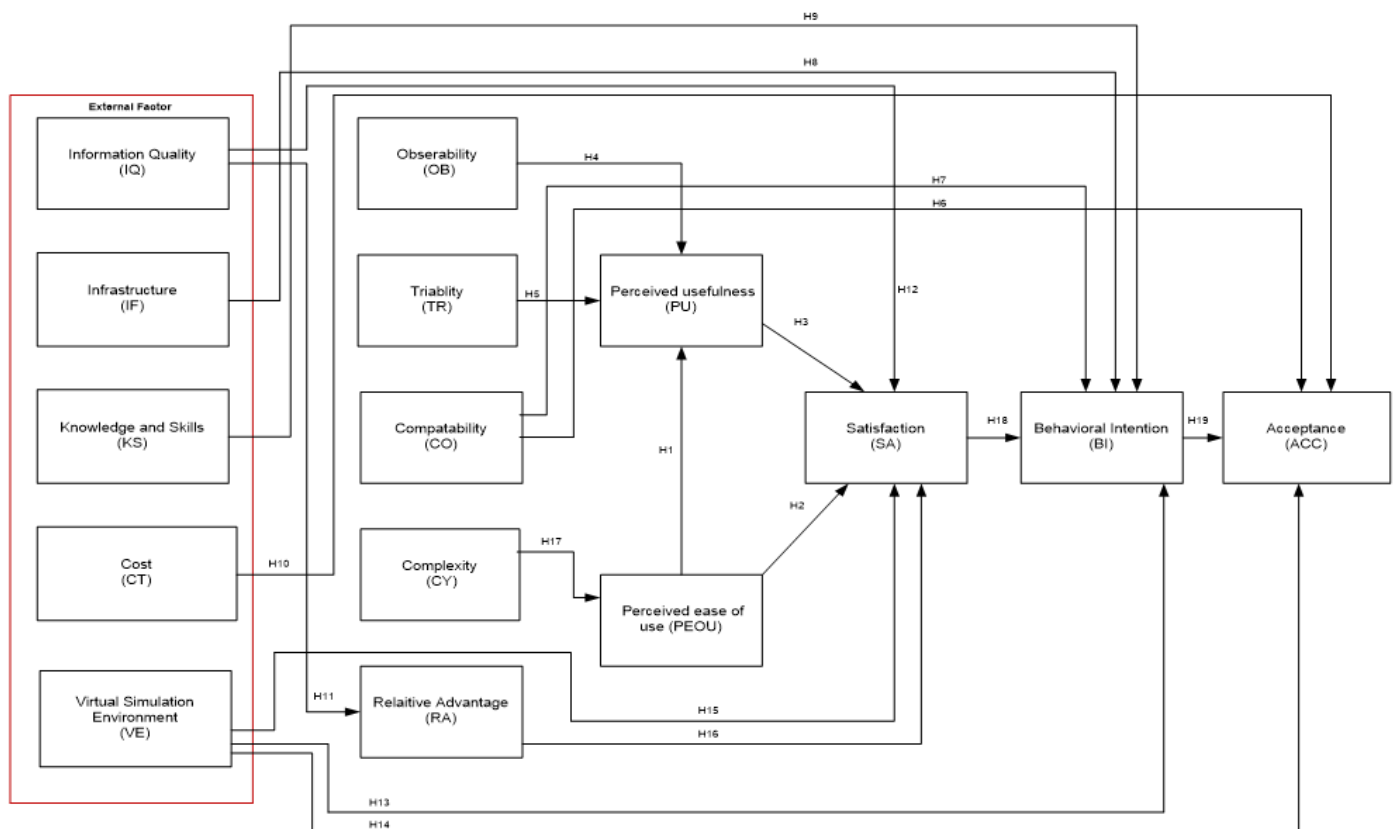 H9
H8
External Factor
Information Quality
(IQ)
Obserability
(OB)
H4
H7
H6
Infrastructure
(IF)
Triablity
(TR)
H5
Perceived usefulness
(PU)
H12
H3
Knowledge and Skills
(KS)
Compatability
(CO)
H1
Satisfaction
(SA)
H18
Behavioral Intention
(BI)
H19
Acceptance
(ACC)
H2
Cost
(CT)
H10
Complexity
(CY)
H17
Perceived ease of
use (PEOU)
Virtual Simulation
Environment
(VE)
H11
Relaitive Advantage
(RA)
H15
H16
H13
H14